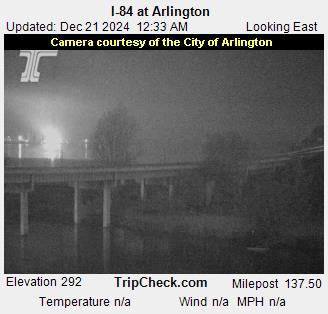 I-84 at Arlington
Updated: Dec 21 2024 12:33 AM Looking East
Camera courtesy of the City of Arlington
Elevation 292 TripCheck.com Milepost 137.50
Temperature n/a Wind n/a MPH n/a